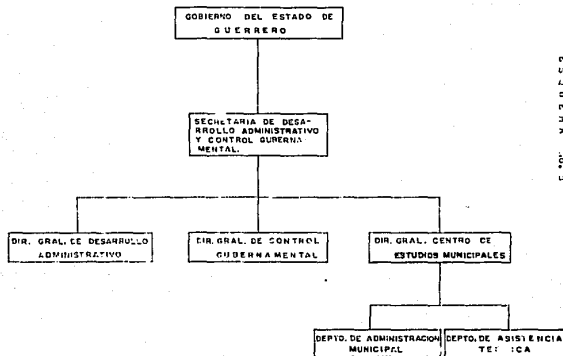 GOBIERNO DEL ESTADO DE
GUERRERO
SECRETARIA DE DESA-
RROLLO ADMINISTRATIVO
Y CONTROL GUBERNA-
MENTAL.
DIR. GRAL. DE DESARROLLO
ADMINISTRATIVO
DIR. GRAL. DE CONTROL
GUBERNAMENTAL
DIR. GRAL. CENTRO DE
ESTUDIOS MUNICIPALES
DEPTO. DE ADMINISTRACION
MUNICIPAL
DEPTO. DE ASISTENCIA